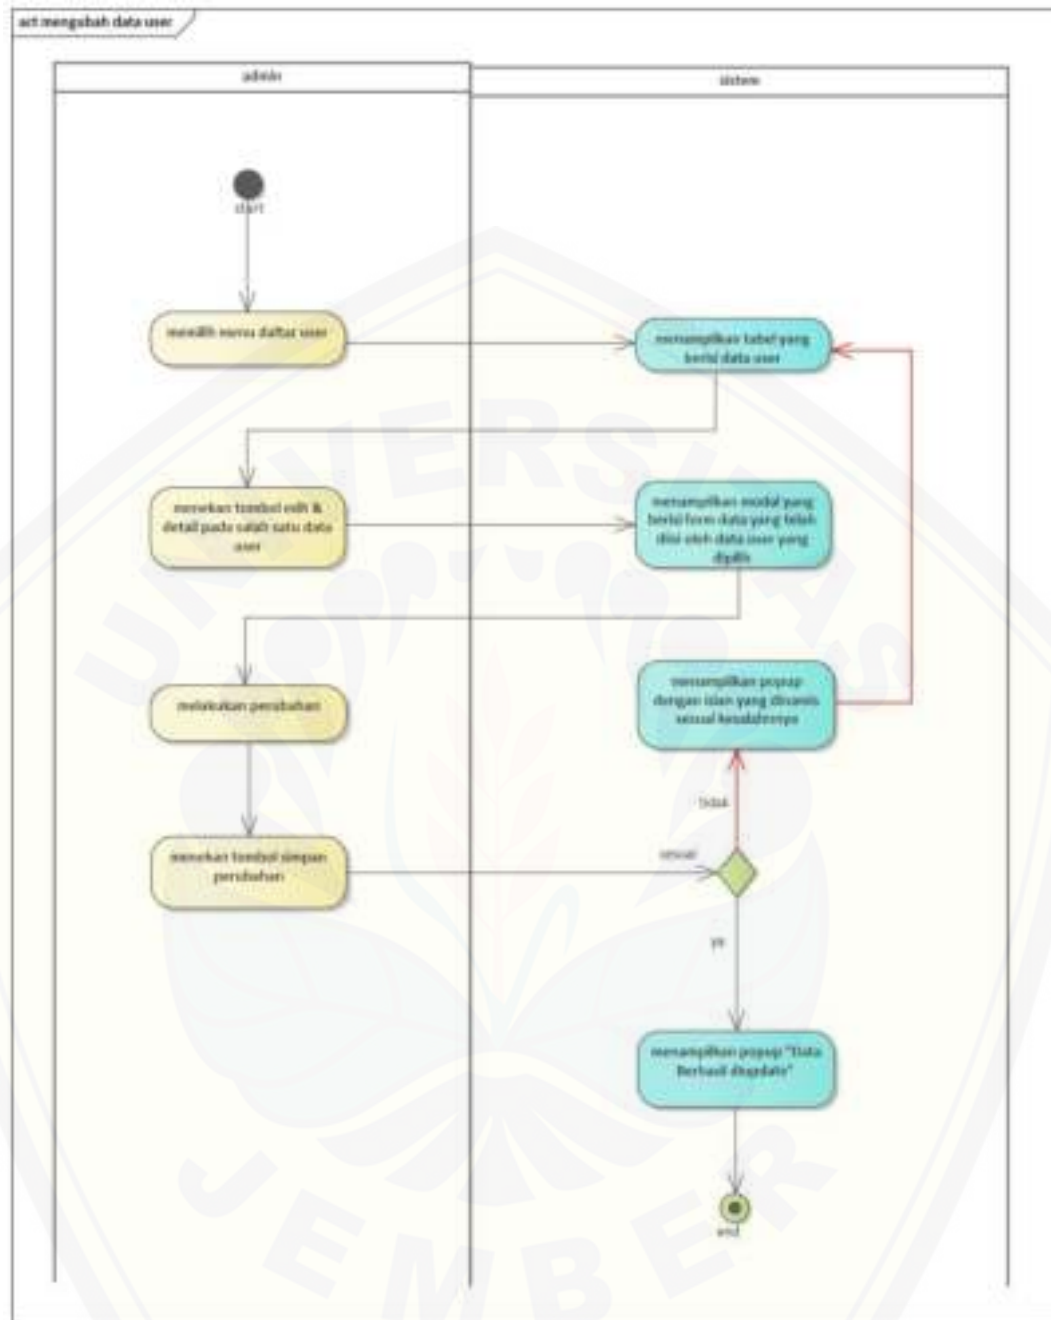 act mengubah data user
admin
sistem
start
memilih menu daftar user
menampilkan tabel yang
berisi data user
menekan tombol edit &
detail pada salah satu data
user
menampilkan modal yang
berisi form data yang telah
diisi oleh data user yang
dipilih
melakukan perubahan
menampilkan popup
dengan isian yang dinamis
sesuai kesalahnnya
tidak
menekan tombol simpan
perubahan
sesuai
ya
menampilkan popup "Data
Berhasil diupdate"
end
UNIVERSITAS
JEMBER